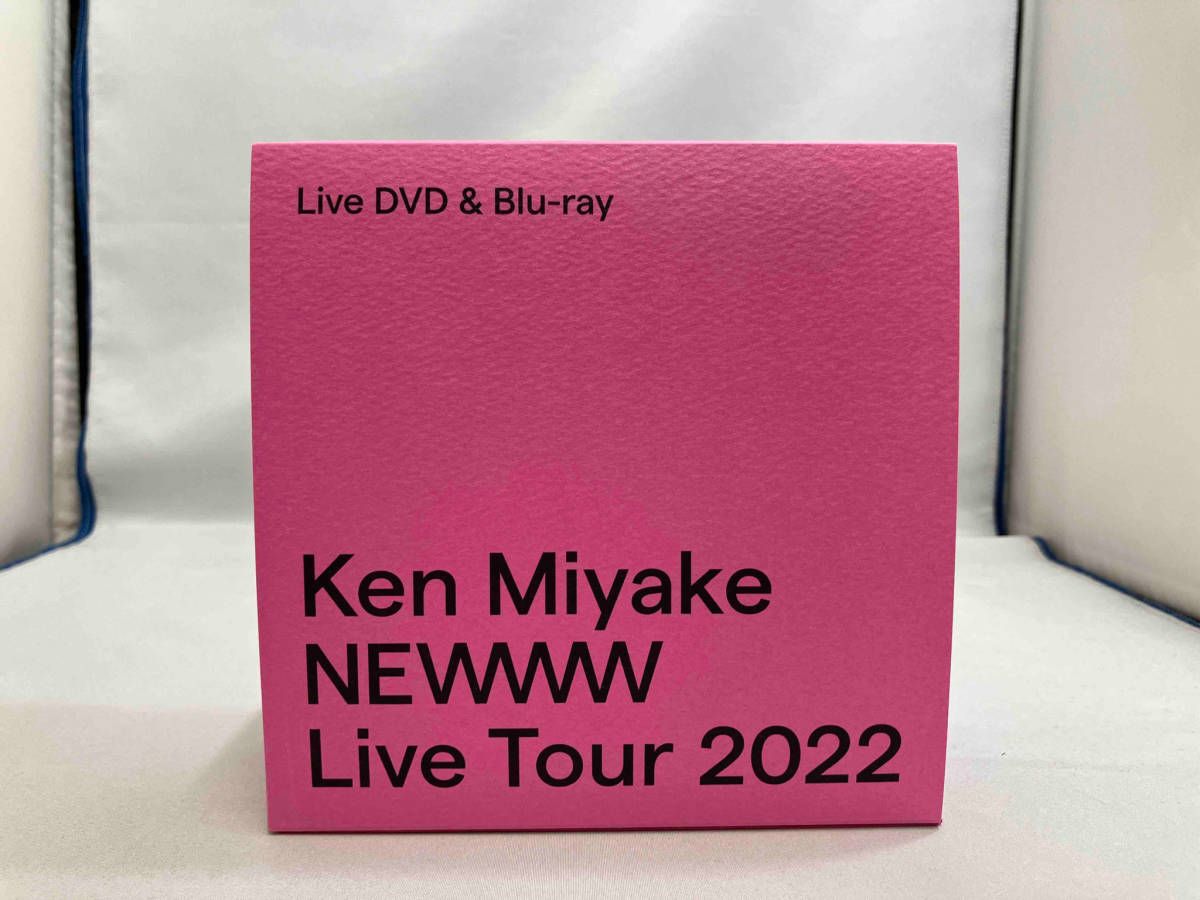 Live DVD & Blu-ray
Ken Miyake
NEWWW
Live Tour 2022